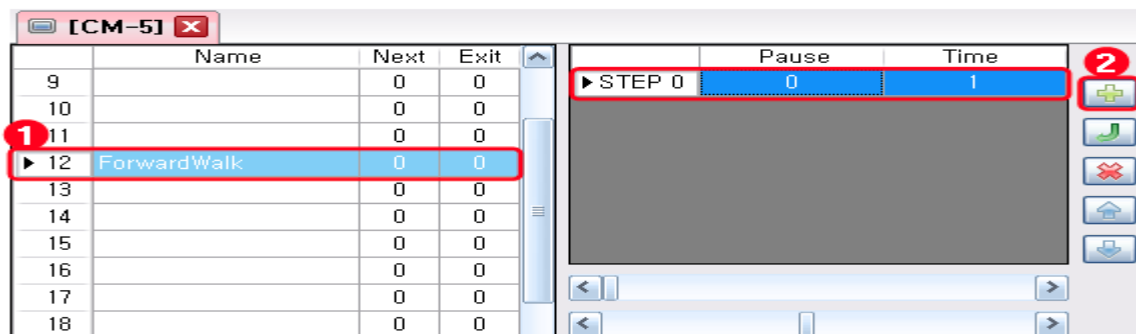 [CM-5]
Name Next Exit
9 0 0
10 0 0
11 0 0
12 ForwardWalk 0 0
13 0 0
14 0 0
15 0 0
16 0 0
17 0 0
18 0 0
Pause Time
STEP 0 0 1
1
2